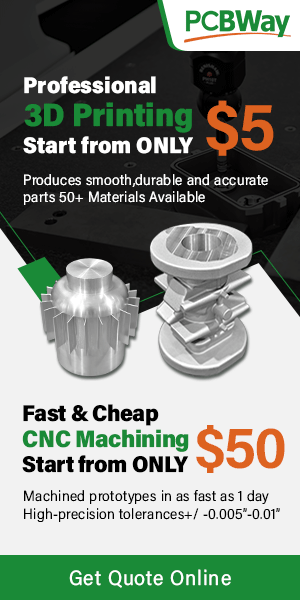 PCBWay
Professional
3D Printing
Start from ONLY
$5
Produces smooth,durable and accurate
parts 50+ Materials Available
Fast & Cheap
CNC Machining
Start from ONLY
$50
Machined prototypes in as fast as 1 day
High-precision tolerances+/ -0.005”-0.01”
Get Quote Online